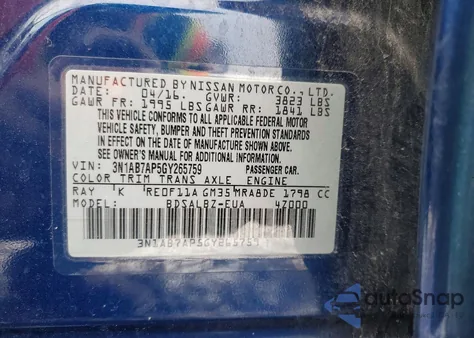 MANUFACTURED BY NISSAN MOTOR CO., LTD.
DATE: 04/16 GVWR: 3823 LBS
GAWR FR: 1995 LBS GAWR RR: 1841 LBS
THIS VEHICLE CONFORMS TO ALL APPLICABLE FEDERAL MOTOR
VEHICLE SAFETY, BUMPER AND THEFT PREVENTION STANDARDS
IN EFFECT ON THE DATE OF MANUFACTURE SHOWN ABOVE.
SEE OWNER'S MANUAL FOR ADDITIONAL INFORMATION
VIN: 3N1AB7AP5GY265759 PASSENGER CAR.
COLOR TRIM TRANS AXLE ENGINE
RAY K RE0F11A GM35 MRA8DE 1798 CC
MODEL: BDSALBZ-EUA 47000
3N1AB7AP5GY265759
autoSnap